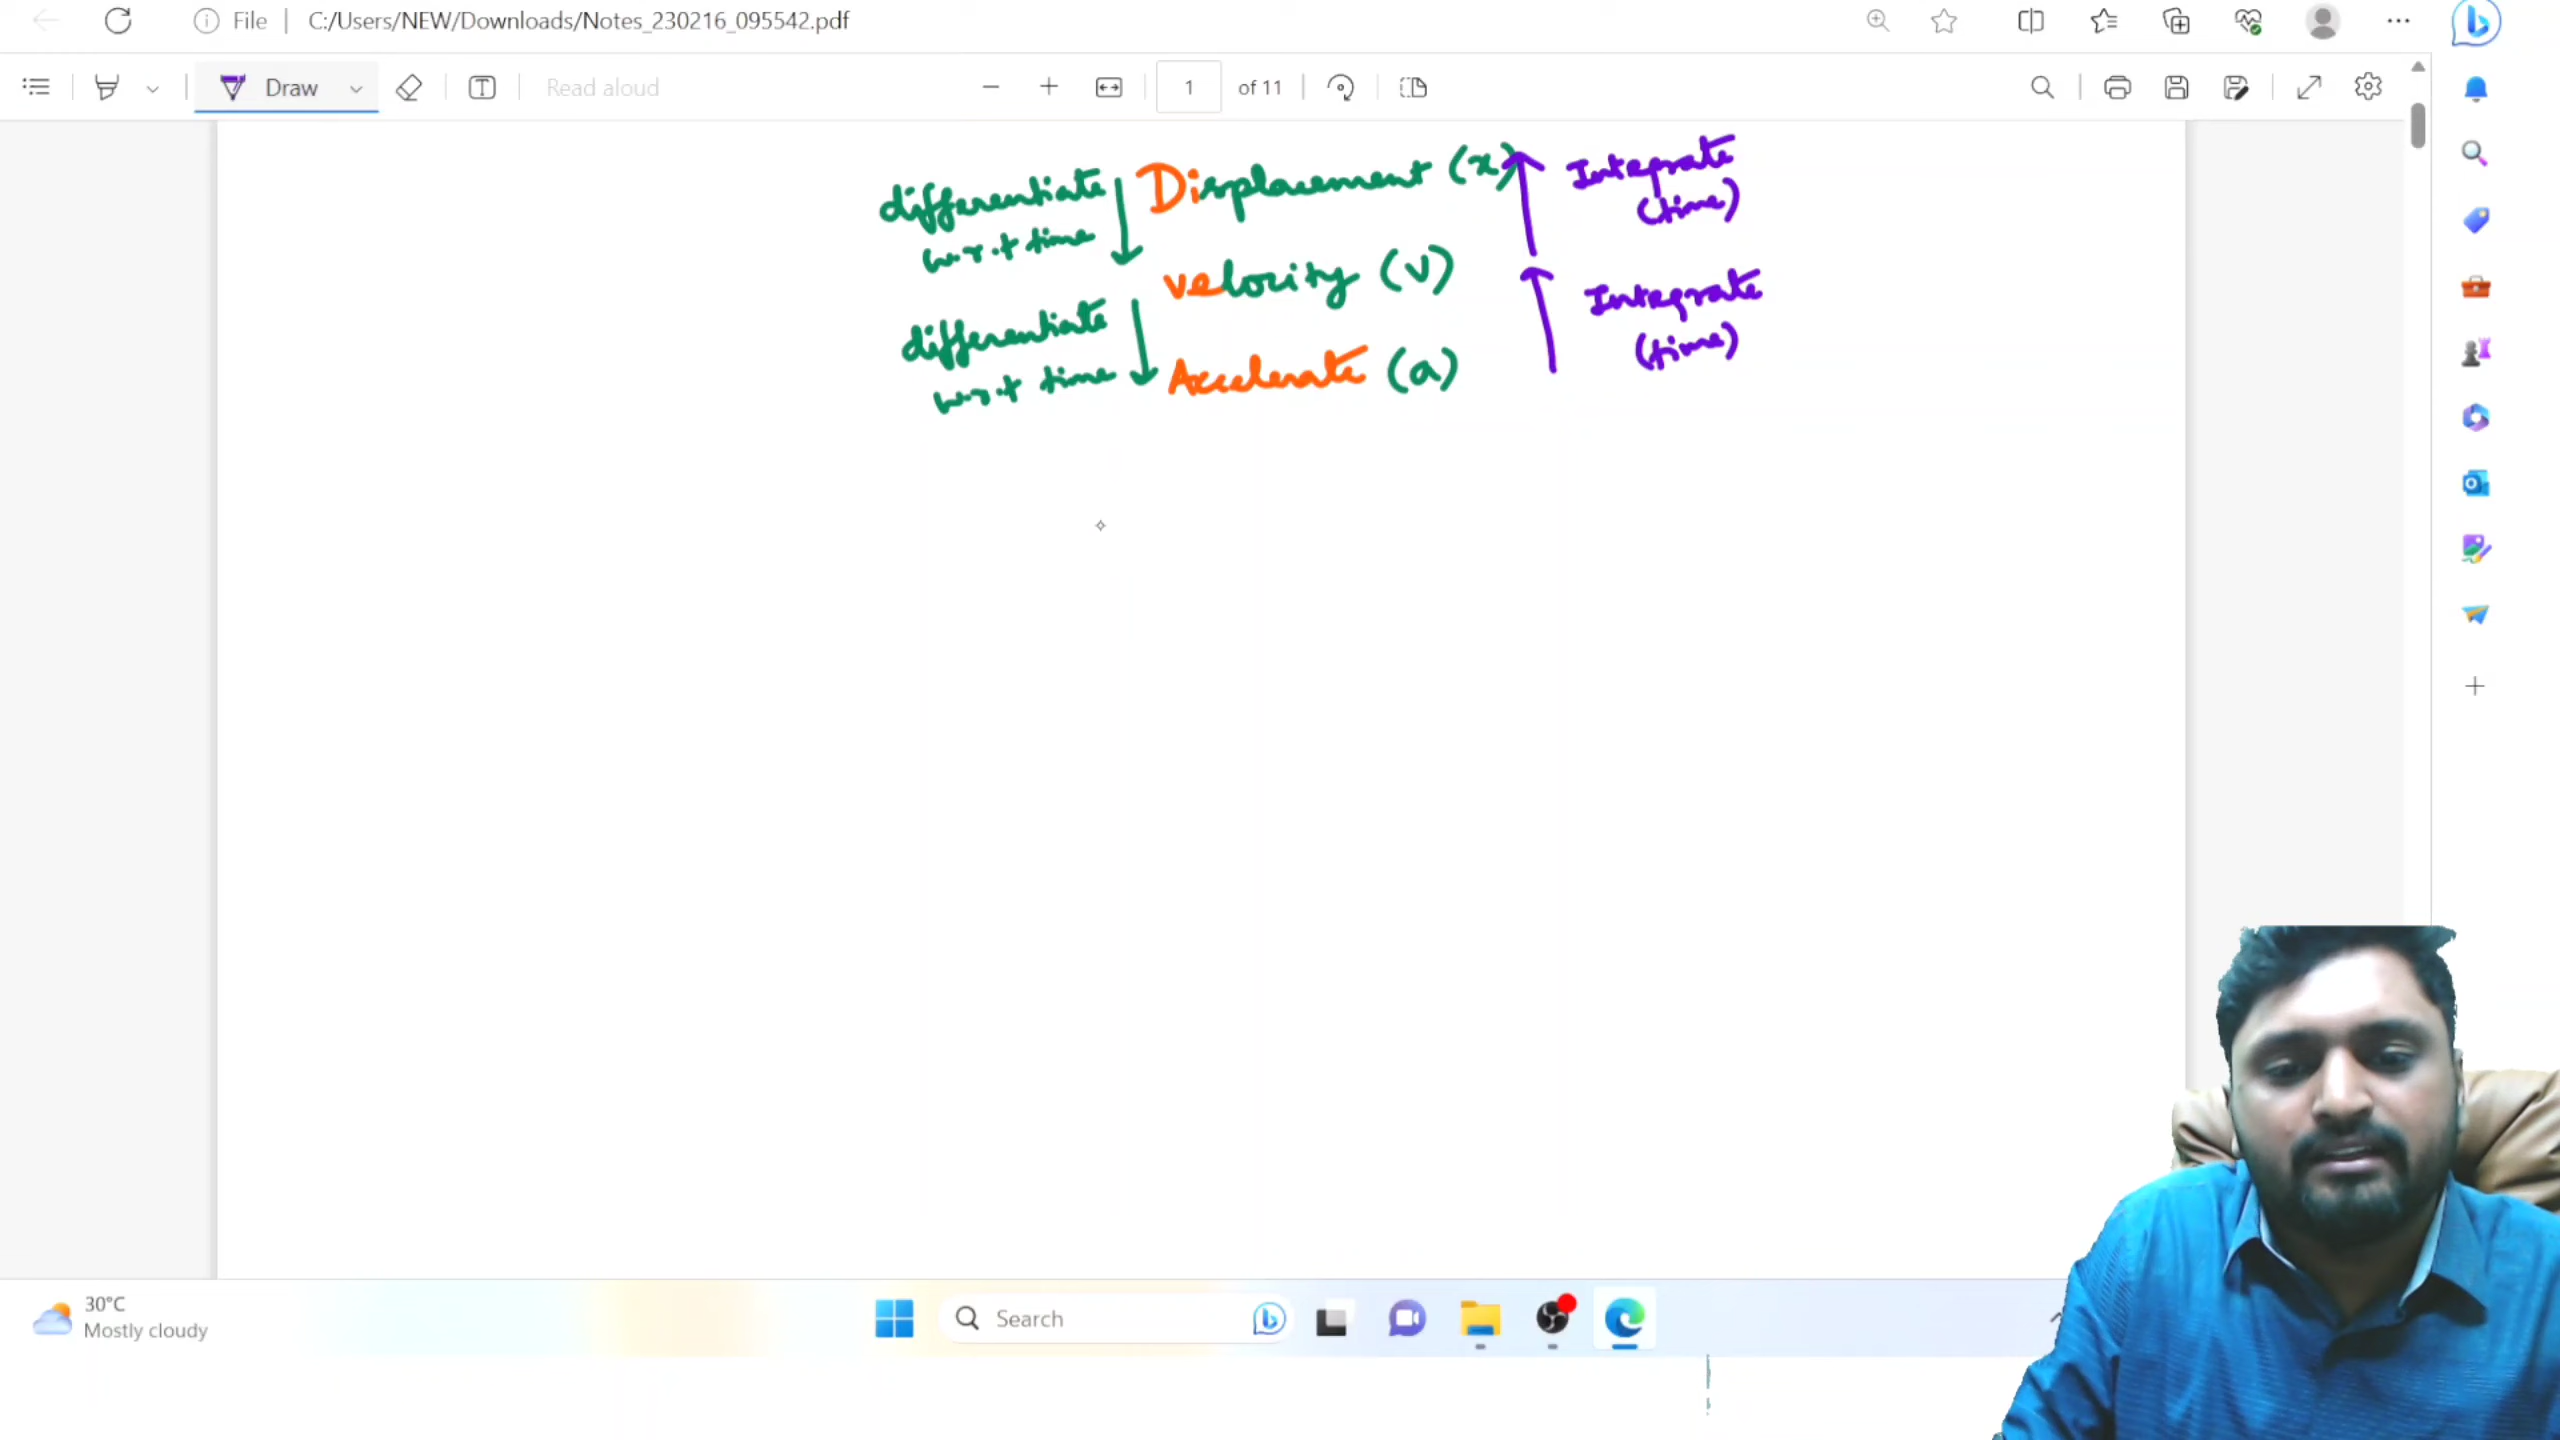 File | C:/Users/NEW/Downloads/Notes_230216_095542.pdf
Draw
Read aloud
1 of 11
differentiate
w.r.t time
Displacement (x)
Integrate
(time)
velocity (v)
Integrate
(time)
differentiate
w.r.t time
Accelerate (a)
30°C
Mostly cloudy
Search